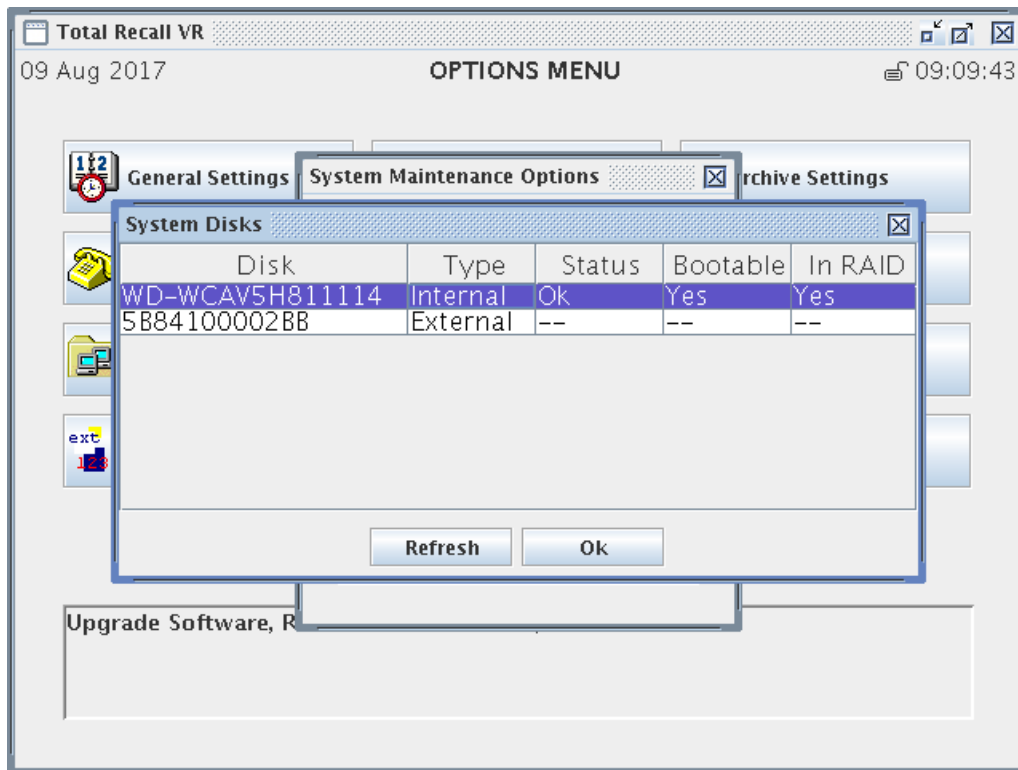 Total Recall VR
09 Aug 2017 OPTIONS MENU 09:09:43
General Settings
System Maintenance Options
rchive Settings
System Disks
Disk Type Status Bootable In RAID
WD-WCAV5H811114 Internal Ok Yes Yes
5B84100002BB External -- -- --
ext
123
Refresh Ok
Upgrade Software, R